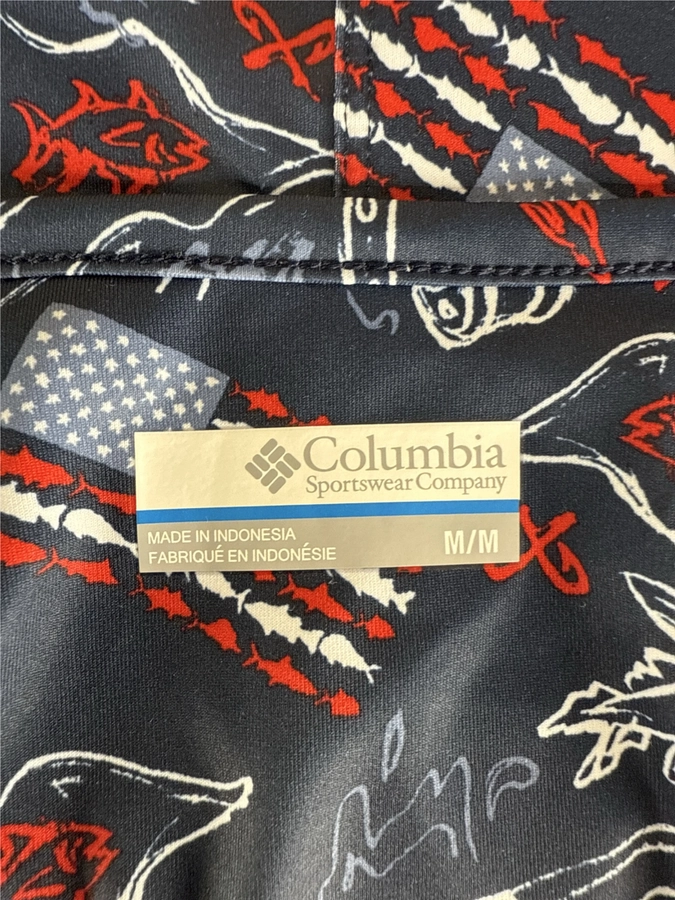 Columbia
Sportswear Company
MADE IN INDONESIA
FABRIQUÉ EN INDONÉSIE
M/M